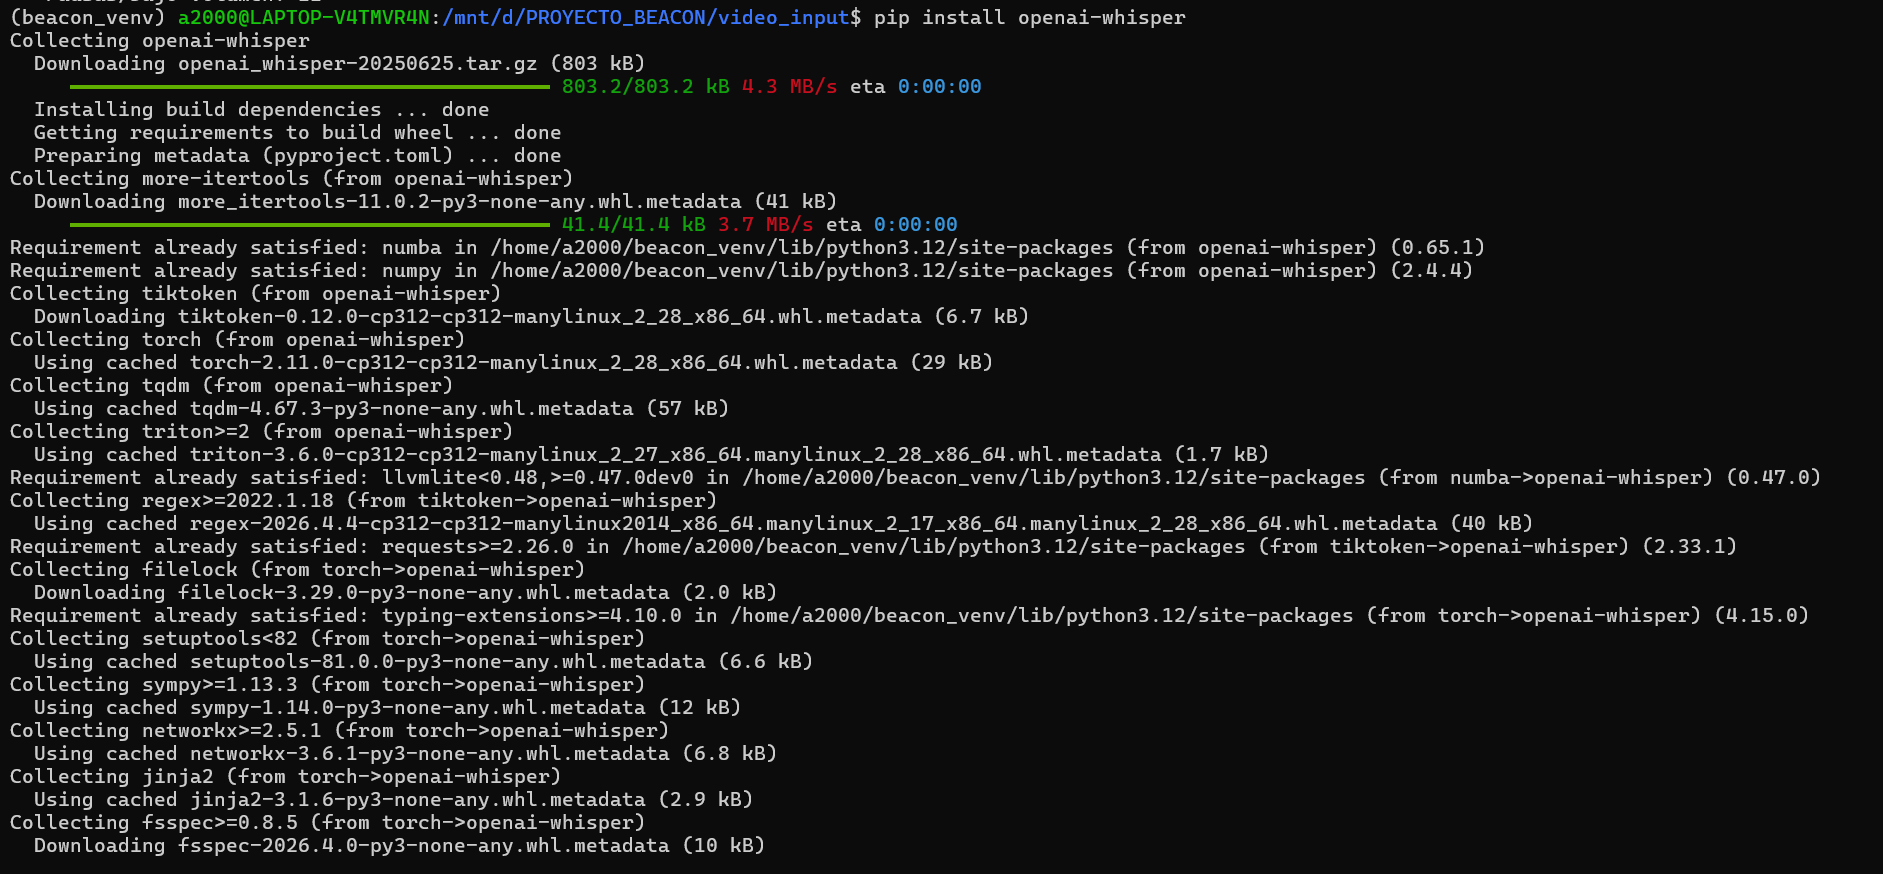 (beacon_venv) a2000@LAPTOP-V4TMVR4N:/mnt/d/PROYECTO_BEACON/video_input$ pip install openai-whisper
Collecting openai-whisper
  Downloading openai_whisper-20250625.tar.gz (803 kB)
     803.2/803.2 kB 4.3 MB/s eta 0:00:00
  Installing build dependencies ... done
  Getting requirements to build wheel ... done
  Preparing metadata (pyproject.toml) ... done
Collecting more-itertools (from openai-whisper)
  Downloading more_itertools-11.0.2-py3-none-any.whl.metadata (41 kB)
     41.4/41.4 kB 3.7 MB/s eta 0:00:00
Requirement already satisfied: numba in /home/a2000/beacon_venv/lib/python3.12/site-packages (from openai-whisper) (0.65.1)
Requirement already satisfied: numpy in /home/a2000/beacon_venv/lib/python3.12/site-packages (from openai-whisper) (2.4.4)
Collecting tiktoken (from openai-whisper)
  Downloading tiktoken-0.12.0-cp312-cp312-manylinux_2_28_x86_64.whl.metadata (6.7 kB)
Collecting torch (from openai-whisper)
  Using cached torch-2.11.0-cp312-cp312-manylinux_2_28_x86_64.whl.metadata (29 kB)
Collecting tqdm (from openai-whisper)
  Using cached tqdm-4.67.3-py3-none-any.whl.metadata (57 kB)
Collecting triton>=2 (from openai-whisper)
  Using cached triton-3.6.0-cp312-cp312-manylinux_2_27_x86_64.manylinux_2_28_x86_64.whl.metadata (1.7 kB)
Requirement already satisfied: llvmlite<0.48,>=0.47.0dev0 in /home/a2000/beacon_venv/lib/python3.12/site-packages (from numba->openai-whisper) (0.47.0)
Collecting regex>=2022.1.18 (from tiktoken->openai-whisper)
  Using cached regex-2026.4.4-cp312-cp312-manylinux2014_x86_64.manylinux_2_17_x86_64.manylinux_2_28_x86_64.whl.metadata (40 kB)
Requirement already satisfied: requests>=2.26.0 in /home/a2000/beacon_venv/lib/python3.12/site-packages (from tiktoken->openai-whisper) (2.33.1)
Collecting filelock (from torch->openai-whisper)
  Downloading filelock-3.29.0-py3-none-any.whl.metadata (2.0 kB)
Requirement already satisfied: typing-extensions>=4.10.0 in /home/a2000/beacon_venv/lib/python3.12/site-packages (from torch->openai-whisper) (4.15.0)
Collecting setuptools<82 (from torch->openai-whisper)
  Using cached setuptools-81.0.0-py3-none-any.whl.metadata (6.6 kB)
Collecting sympy>=1.13.3 (from torch->openai-whisper)
  Using cached sympy-1.14.0-py3-none-any.whl.metadata (12 kB)
Collecting networkx>=2.5.1 (from torch->openai-whisper)
  Using cached networkx-3.6.1-py3-none-any.whl.metadata (6.8 kB)
Collecting jinja2 (from torch->openai-whisper)
  Using cached jinja2-3.1.6-py3-none-any.whl.metadata (2.9 kB)
Collecting fsspec>=0.8.5 (from torch->openai-whisper)
  Downloading fsspec-2026.4.0-py3-none-any.whl.metadata (10 kB)